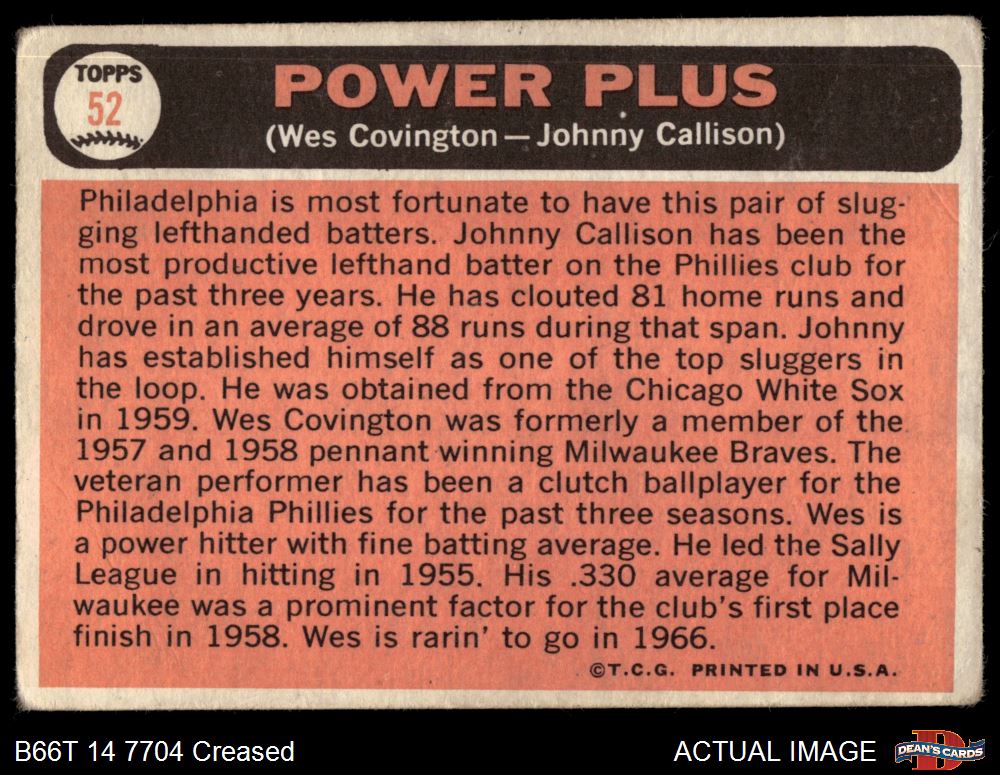 TOPPS
52
POWER PLUS
(Wes Covington — Johnny Callison)
Philadelphia is most fortunate to have this pair of slug-
ging lefthanded batters. Johnny Callison has been the
most productive lefthand batter on the Phillies club for
the past three years. He has clouted 81 home runs and
drove in an average of 88 runs during that span. Johnny
has established himself as one of the top sluggers in
the loop. He was obtained from the Chicago White Sox
in 1959. Wes Covington was formerly a member of the
1957 and 1958 pennant winning Milwaukee Braves. The
veteran performer has been a clutch ballplayer for the
Philadelphia Phillies for the past three seasons. Wes is
a power hitter with fine batting average. He led the Sally
League in hitting in 1955. His .330 average for Mil-
waukee was a prominent factor for the club's first place
finish in 1958. Wes is rarin' to go in 1966.
©T.C.G. PRINTED IN U.S.A.
B66T 14 7704 Creased
ACTUAL IMAGE
D
DEAN'S CARDS